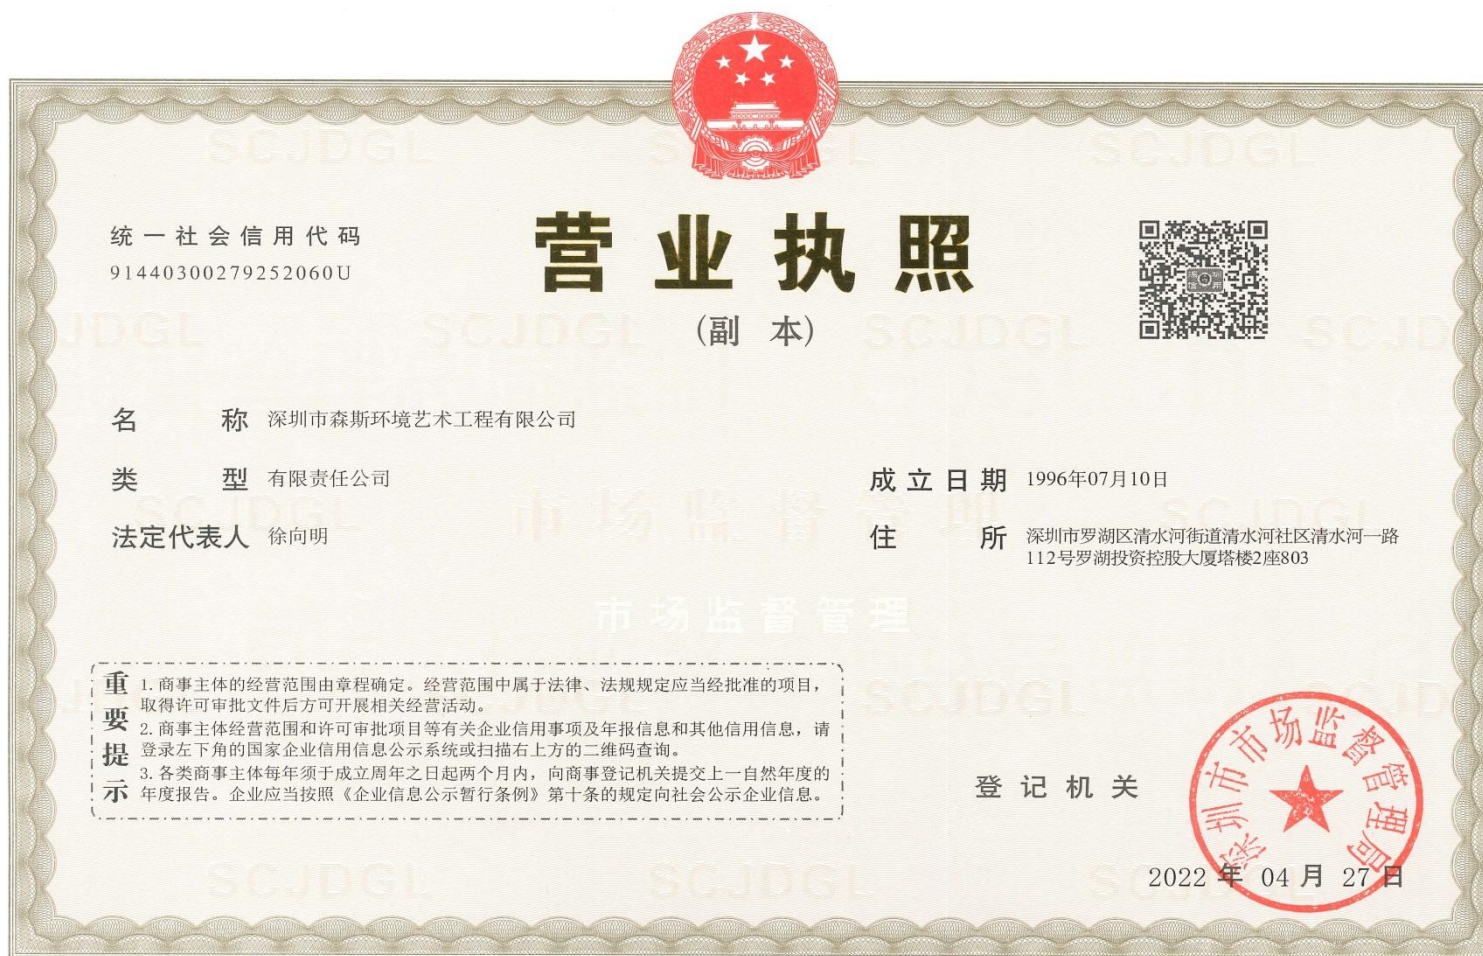 统一社会信用代码
91440300279252060U
营业执照
(副 本)
名 称 深圳市森斯环境艺术工程有限公司
类 型 有限责任公司
成立日期 1996年07月10日
法定代表人 徐向明
住 所 深圳市罗湖区清水河街道清水河社区清水河一路
112号罗湖投资控股大厦塔楼2座803
市场监督管理
市场监督管理
重要提示
1. 商事主体的经营范围由章程确定。经营范围中属于法律、法规规定应当经批准的项目，
取得许可审批文件后方可开展相关经营活动。
2. 商事主体经营范围和许可审批项目等有关企业信用事项及年报信息和其他信用信息，请
登录左下角的国家企业信用信息公示系统或扫描右上方的二维码查询。
3. 各类商事主体每年须于成立周年之日起两个月内，向商事登记机关提交上一自然年度的
年度报告。企业应当按照《企业信息公示暂行条例》第十条的规定向社会公示企业信息。
登记机关
深圳市市场监督管理局
2022 年 04 月 27 日
SCJDGL
SCJDGL
SCJDGL